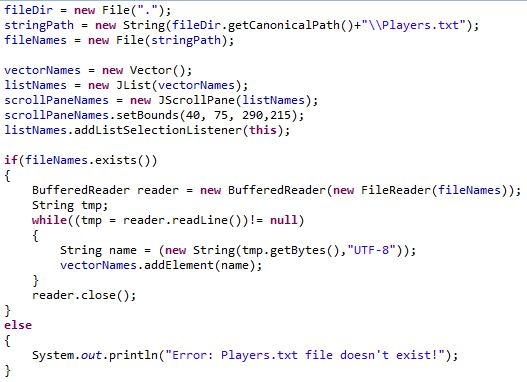 fileDir = new File(".");
stringPath = new String(fileDir.getCanonicalPath()+"\\Players.txt");
fileNames = new File(stringPath);

vectorNames = new Vector();
listNames = new JList(vectorNames);
scrollPaneNames = new JScrollPane(listNames);
scrollPaneNames.setBounds(40, 75, 290,215);
listNames.addListSelectionListener(this);

if(fileNames.exists())
{
    BufferedReader reader = new BufferedReader(new FileReader(fileNames));
    String tmp;
    while((tmp = reader.readLine())!= null)
    {
        String name = (new String(tmp.getBytes(),"UTF-8"));
        vectorNames.addElement(name);
    }
    reader.close();
}
else
{
    System.out.println("Error: Players.txt file doesn't exist!");
}